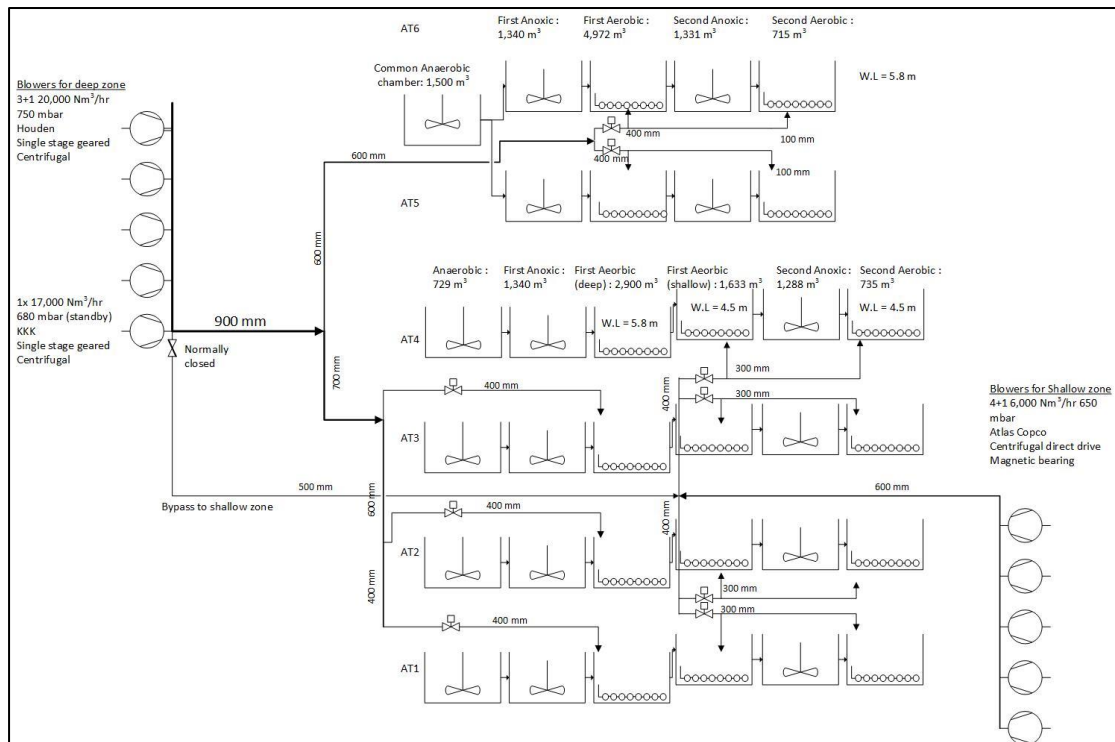 AT6
First Anoxic :
1,340 m³
First Aerobic :
4,972 m³
Second Anoxic :
1,331 m³
Second Aerobic :
715 m³
Common Anaerobic
chamber: 1,500 m³
W.L = 5.8 m
Blowers for deep zone
3+1 20,000 Nm³/hr
750 mbar
Houden
Single stage geared
Centrifugal
400 mm
100 mm
600 mm
400 mm
100 mm
AT5
600 mm
Anaerobic :
729 m³
First Anoxic :
1,340 m³
First Aeorbic
(deep) : 2,900 m³
First Aeorbic
(shallow) : 1,633 m³
Second Anoxic :
1,288 m³
Second Aerobic :
735 m³
1x 17,000 Nm³/hr
680 mbar (standby)
KKK
Single stage geared
Centrifugal
900 mm
Normally
closed
W.L = 5.8 m
W.L = 4.5 m
W.L = 4.5 m
AT4
700 mm
300 mm
400 mm
400 mm
300 mm
Blowers for Shallow zone
4+1 6,000 Nm³/hr 650
mbar
Atlas Copco
Centrifugal direct drive
Magnetic bearing
AT3
500 mm
600 mm
600 mm
Bypass to shallow zone
400 mm
400 mm
AT2
400 mm
300 mm
300 mm
400 mm
AT1